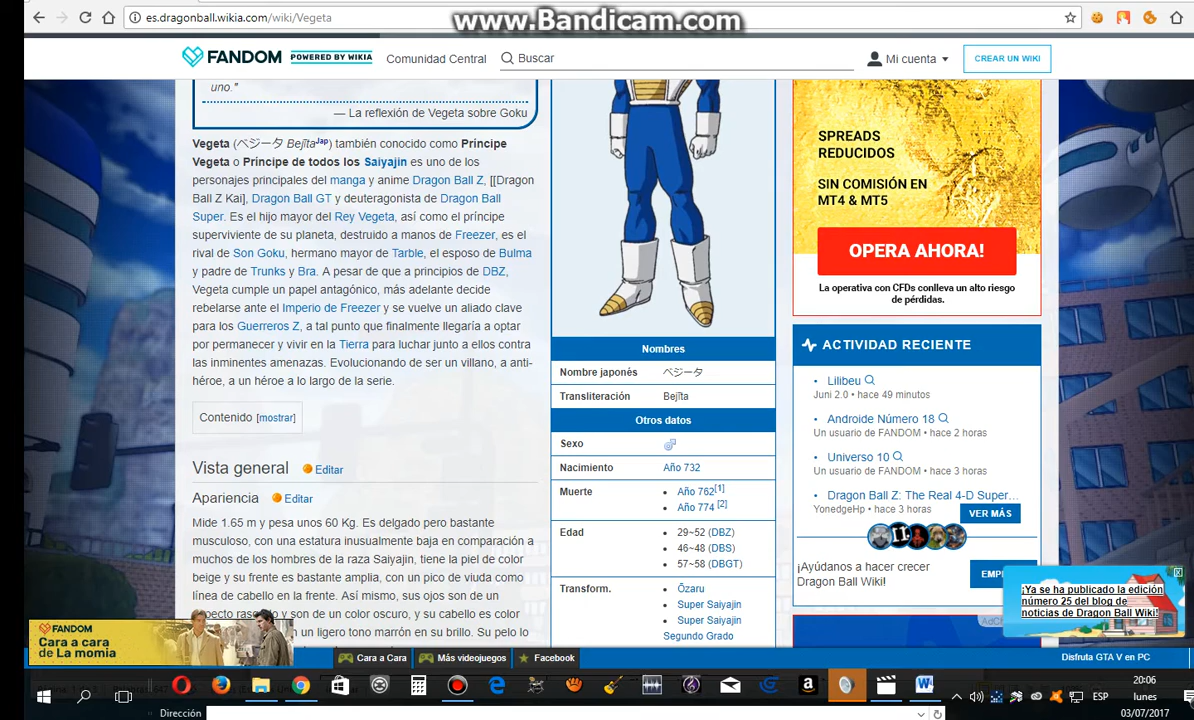 es.dragonball.wikia.com/wiki/Vegeta
www.Bandicam.com
FANDOM POWERED BY WIKIA Comunidad Central Buscar Mi cuenta CREAR UN WIKI
uno."
— La reflexión de Vegeta sobre Goku
Vegeta (ベジータ Bejīta Jap) también conocido como Príncipe
Vegeta o Príncipe de todos los Saiyajin es uno de los
personajes principales del manga y anime Dragon Ball Z, [[Dragon
Ball Z Kai], Dragon Ball GT y deuteragonista de Dragon Ball
Super. Es el hijo mayor del Rey Vegeta, así como el príncipe
superviviente de su planeta, destruido a manos de Freezer, es el
rival de Son Goku, hermano mayor de Tarble, el esposo de Bulma
y padre de Trunks y Bra. A pesar de que a principios de DBZ,
Vegeta cumple un papel antagónico, más adelante decide
rebelarse ante el Imperio de Freezer y se vuelve un aliado clave
para los Guerreros Z, a tal punto que finalmente llegaría a optar
por permanecer y vivir en la Tierra para luchar junto a ellos contra
las inminentes amenazas. Evolucionando de ser un villano, a anti-
héroe, a un héroe a lo largo de la serie.
Contenido [mostrar]
Vista general Editar
Apariencia Editar
Mide 1.65 m y pesa unos 60 Kg. Es delgado pero bastante
musculoso, con una estatura inusualmente baja en comparación a
muchos de los hombres de la raza Saiyajin, tiene la piel de color
beige y su frente es bastante amplia, con un pico de viuda como
línea de cabello en la frente. Así mismo, sus ojos son de un
y son de un color oscuro, y su cabello es color
un ligero tono marrón en su brillo. Su pelo lo
Nombres
Nombre japonés ベジータ
Transliteración Bejīta
Otros datos
Sexo
Nacimiento Año 732
Muerte • Año 762[1]
• Año 774 [2]
Edad • 29~52 (DBZ)
• 46~48 (DBS)
• 57~58 (DBGT)
Transform. • Ōzaru
• Super Saiyajin
• Super Saiyajin
Segundo Grado
SPREADS
REDUCIDOS
SIN COMISIÓN EN
MT4 & MT5
OPERA AHORA!
La operativa con CFDs conlleva un alto riesgo
de pérdidas.
ACTIVIDAD RECIENTE
• Lilibeu
Juni 2.0 • hace 49 minutos
• Androide Número 18
Un usuario de FANDOM • hace 2 horas
• Universo 10
Un usuario de FANDOM • hace 3 horas
• Dragon Ball Z: The Real 4-D Super...
YonedgeHp • hace 3 horas
VER MÁS
¡Ayúdanos a hacer crecer
Dragon Ball Wiki!
¡Ya se ha publicado la edición
número 25 del blog de
noticias de Dragon Ball Wiki!
FANDOM
Cara a cara
de La momia
Cara a Cara Más videojuegos Facebook Disfruta GTA V en PC
ESP
20:06
lunes
03/07/2017
Dirección